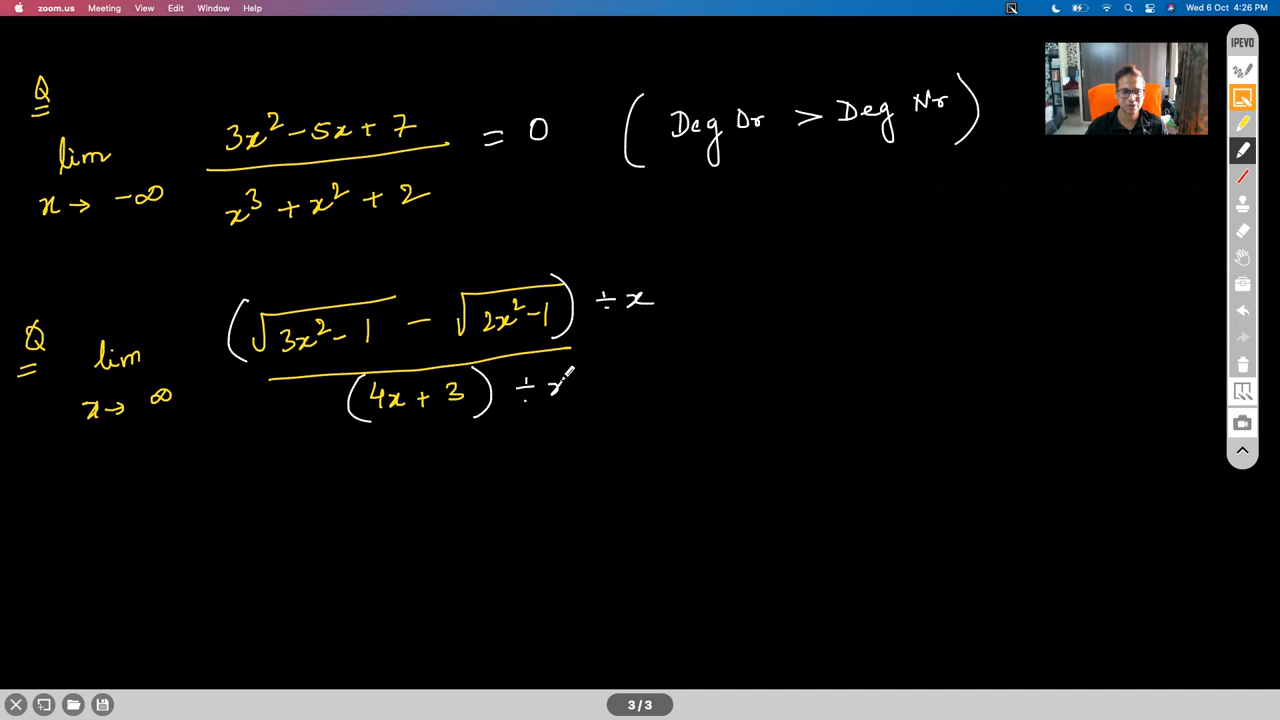 zoom.us Meeting View Edit Window Help Wed 6 Oct 4:26 PM
IPEVO
Q
lim x → -∞ (3x² - 5x + 7) / (x³ + x² + 2) = 0 (Deg Dr > Deg Nr)
Q
lim x → ∞ (√(3x² - 1) - √(2x² - 1)) ÷ x / (4x + 3) ÷ x
3 / 3